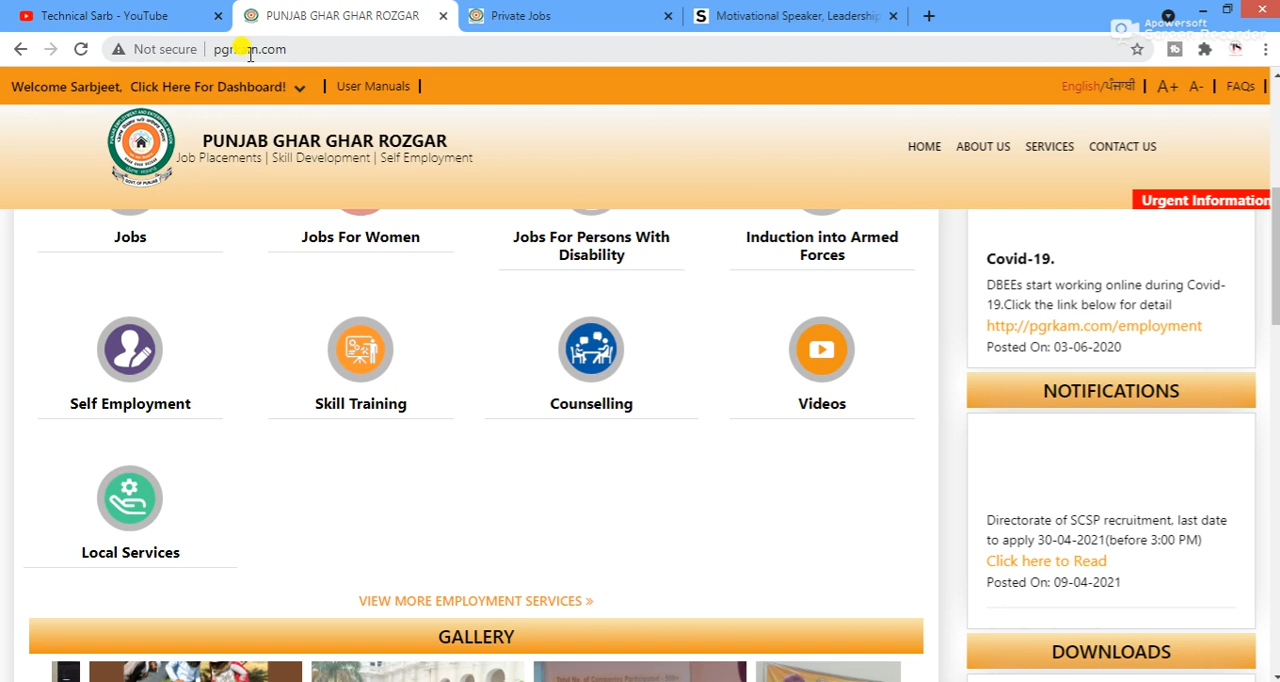 Technical Sarb - YouTube
PUNJAB GHAR GHAR ROZGAR
Private Jobs
Motivational Speaker, Leadership
Apowersoft
Screen Recorder
Not secure
Welcome Sarbjeet, Click Here For Dashboard!
User Manuals
English/ਪੰਜਾਬੀ
A+
A-
FAQs
PUNJAB GHAR GHAR ROZGAR
Job Placements | Skill Development | Self Employment
HOME
ABOUT US
SERVICES
CONTACT US
Urgent Information
Jobs
Jobs For Women
Jobs For Persons With
Disability
Induction into Armed
Forces
Self Employment
Skill Training
Counselling
Videos
Local Services
VIEW MORE EMPLOYMENT SERVICES »
GALLERY
Covid-19.
DBEEs start working online during Covid-
19.Click the link below for detail
http://pgrkam.com/employment
Posted On: 03-06-2020
NOTIFICATIONS
Directorate of SCSP recruitment, last date
to apply 30-04-2021(before 3:00 PM)
Click here to Read
Posted On: 09-04-2021
DOWNLOADS